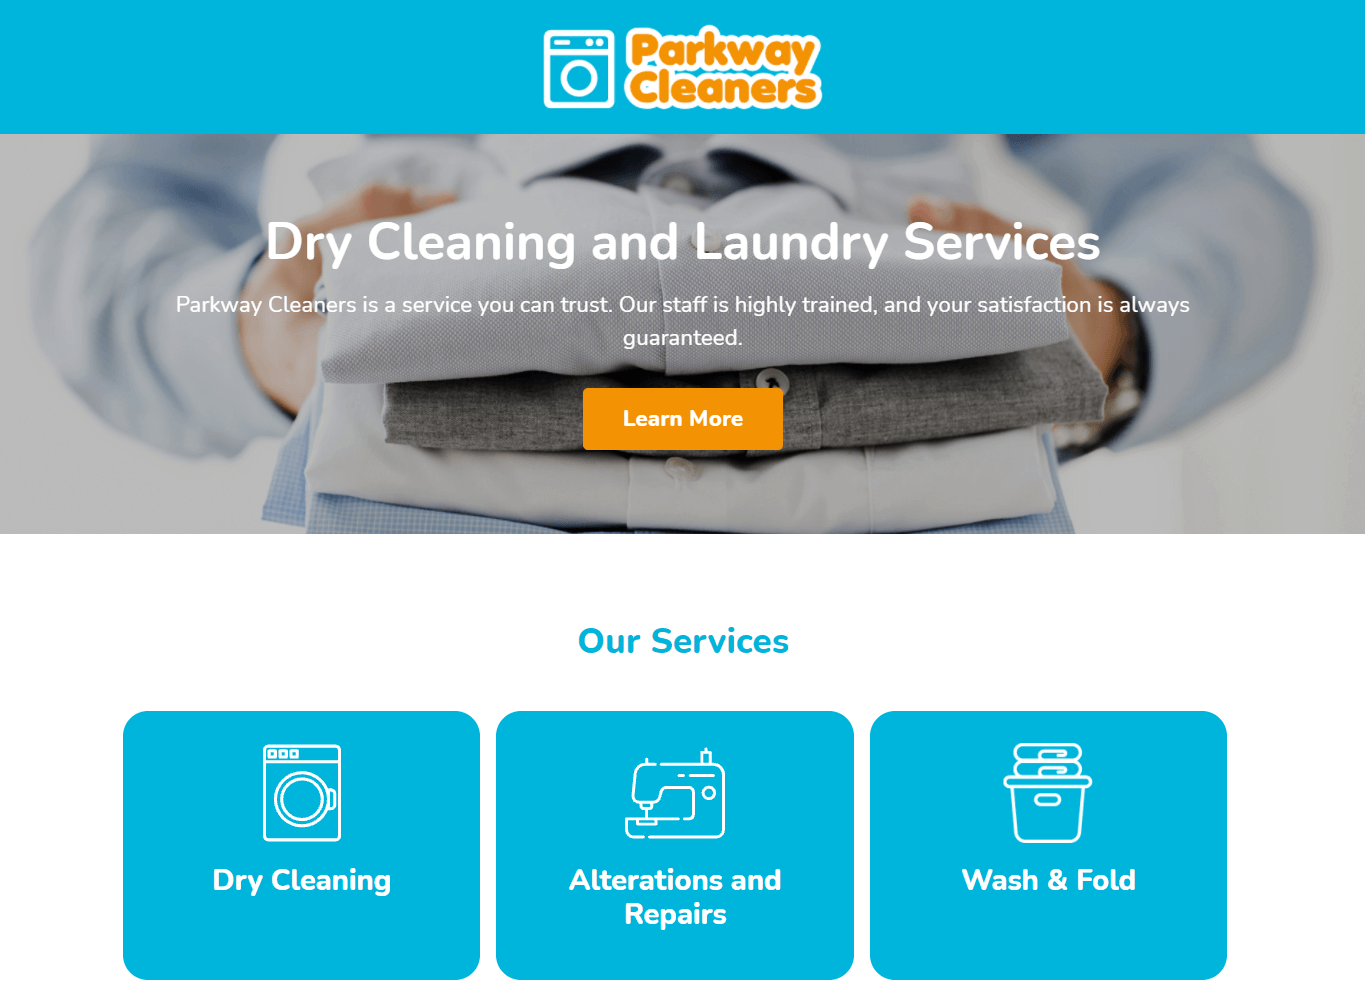 Parkway
Cleaners
Dry Cleaning and Laundry Services
Parkway Cleaners is a service you can trust. Our staff is highly trained, and your satisfaction is always
guaranteed.
Learn More
Our Services
Dry Cleaning
Alterations and
Repairs
Wash & Fold